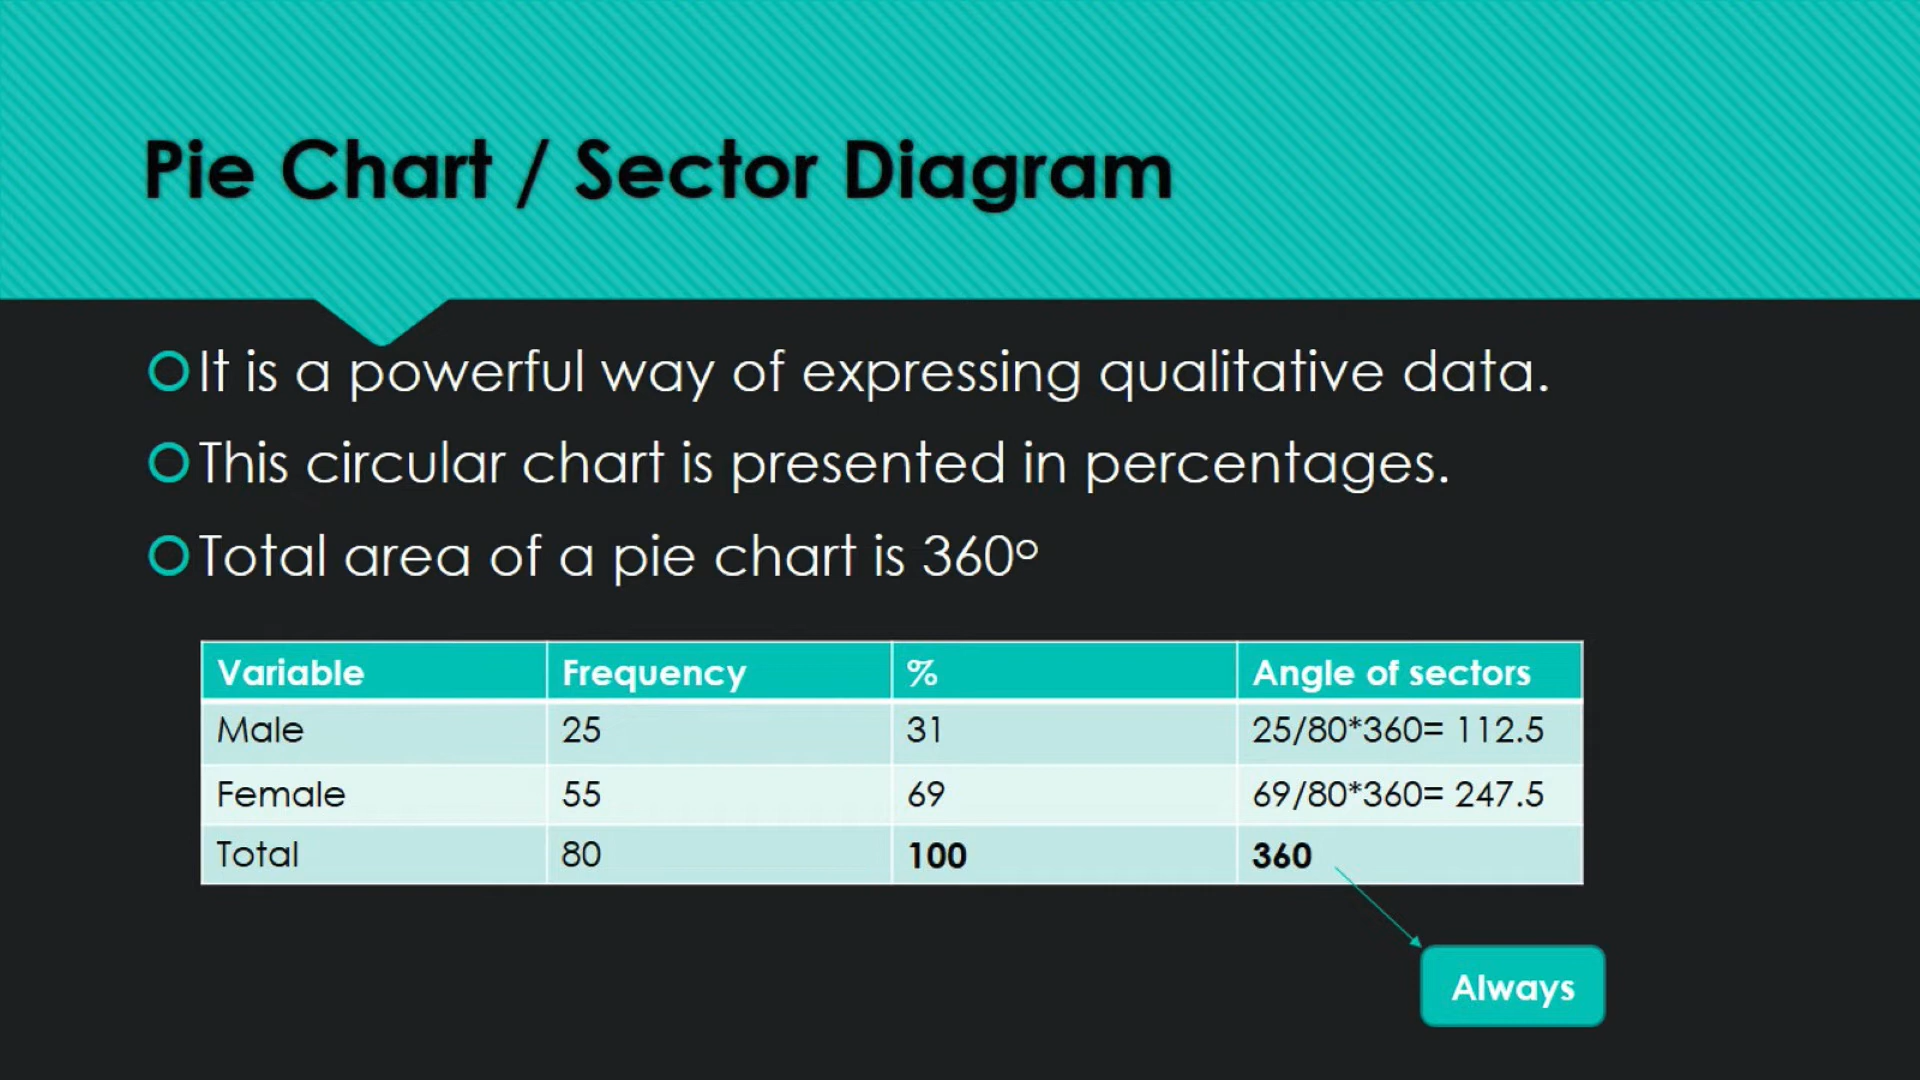 Pie Chart / Sector Diagram
It is a powerful way of expressing qualitative data.
This circular chart is presented in percentages.
Total area of a pie chart is 360°
Variable Frequency % Angle of sectors
Male 25 31 25/80*360= 112.5
Female 55 69 69/80*360= 247.5
Total 80 100 360
Always